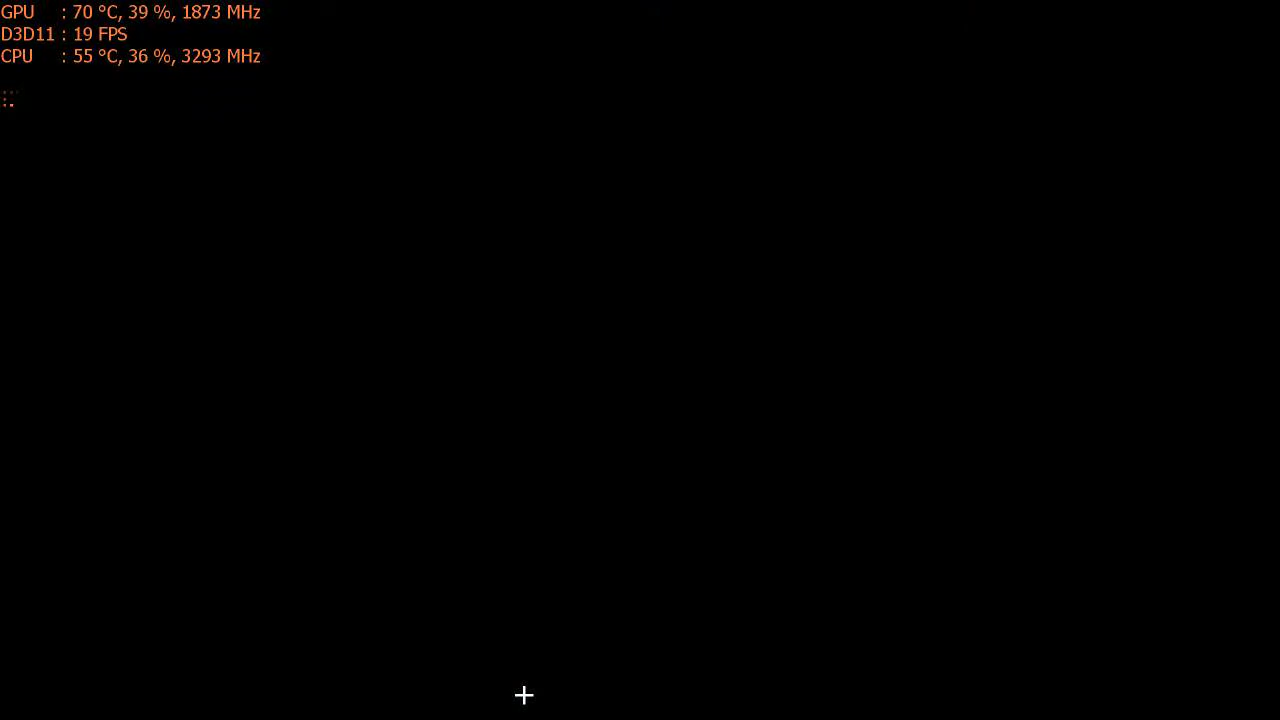 GPU : 70 °C, 39 %, 1873 MHz
D3D11 : 19 FPS
CPU : 55 °C, 36 %, 3293 MHz